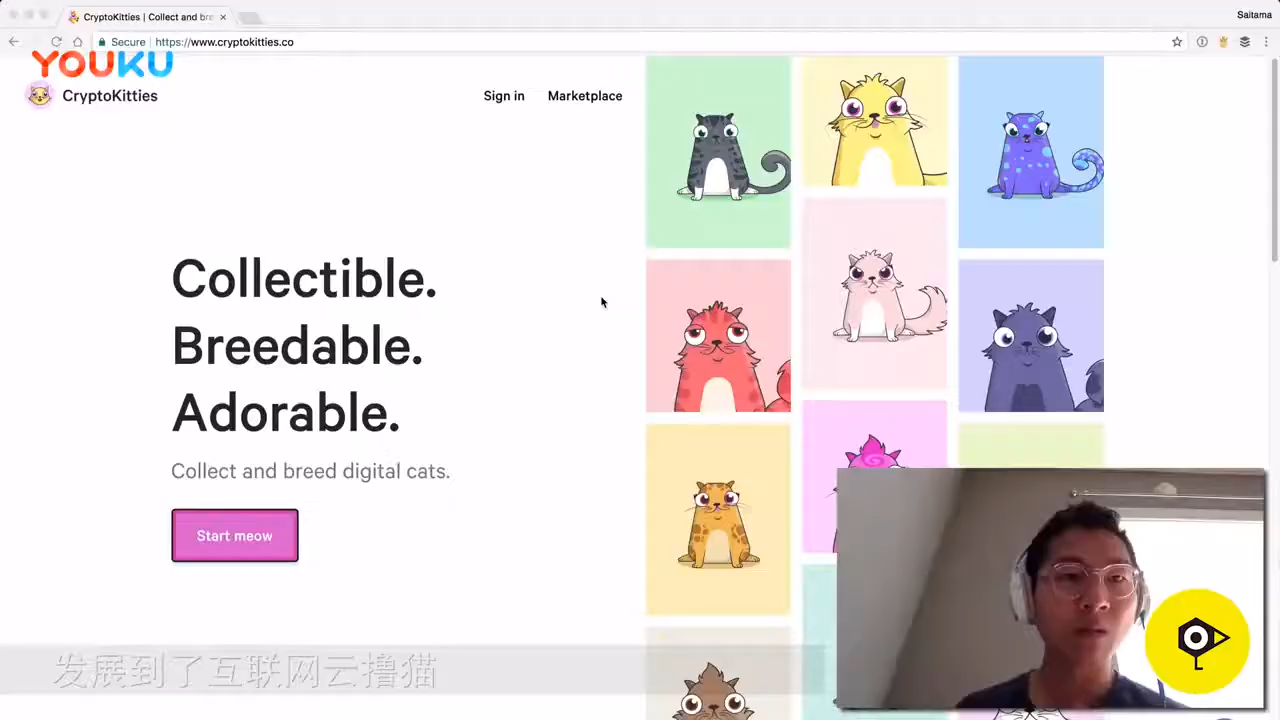 CryptoKitties | Collect and bre
Saitama
Secure
https://www.cryptokitties.co
YOUKU
CryptoKitties
Sign in
Marketplace
Collectible.
Breedable.
Adorable.
Collect and breed digital cats.
Start meow
发展到了互联网云撸猫